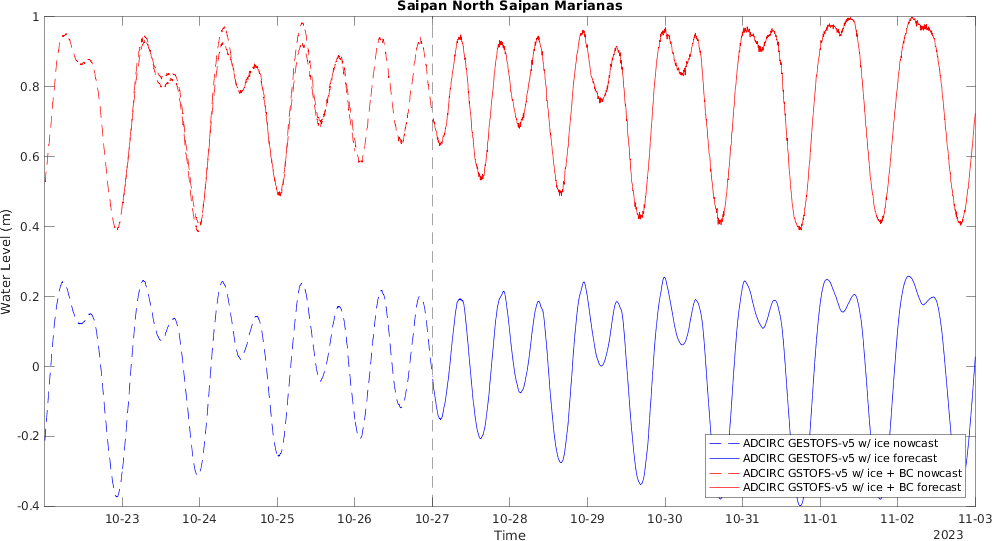 Saipan North Saipan Marianas
1
0.8
0.6
0.4
0.2
0
-0.2
-0.4
Water Level (m)
ADCIRC GESTOFS-v5 w/ ice nowcast
ADCIRC GESTOFS-v5 w/ ice forecast
ADCIRC GSTOFS-v5 w/ ice + BC nowcast
ADCIRC GSTOFS-v5 w/ ice + BC forecast
10-23 10-24 10-25 10-26 10-27 10-28 10-29 10-30 10-31 11-01 11-02 11-03
Time
2023